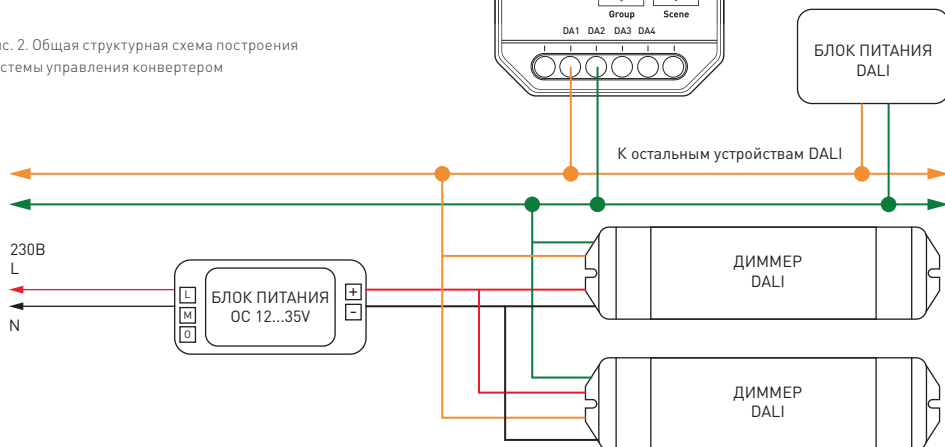 Group Scene
DA1 DA2 DA3 DA4
ис. 2. Общая структурная схема построения
стемы управления конвертером
БЛОК ПИТАНИЯ
DALI
К остальным устройствам DALI
230В
L
N
L
M
O
БЛОК ПИТАНИЯ
OC 12...35V
+
-
ДИММЕР
DALI
ДИММЕР
DALI